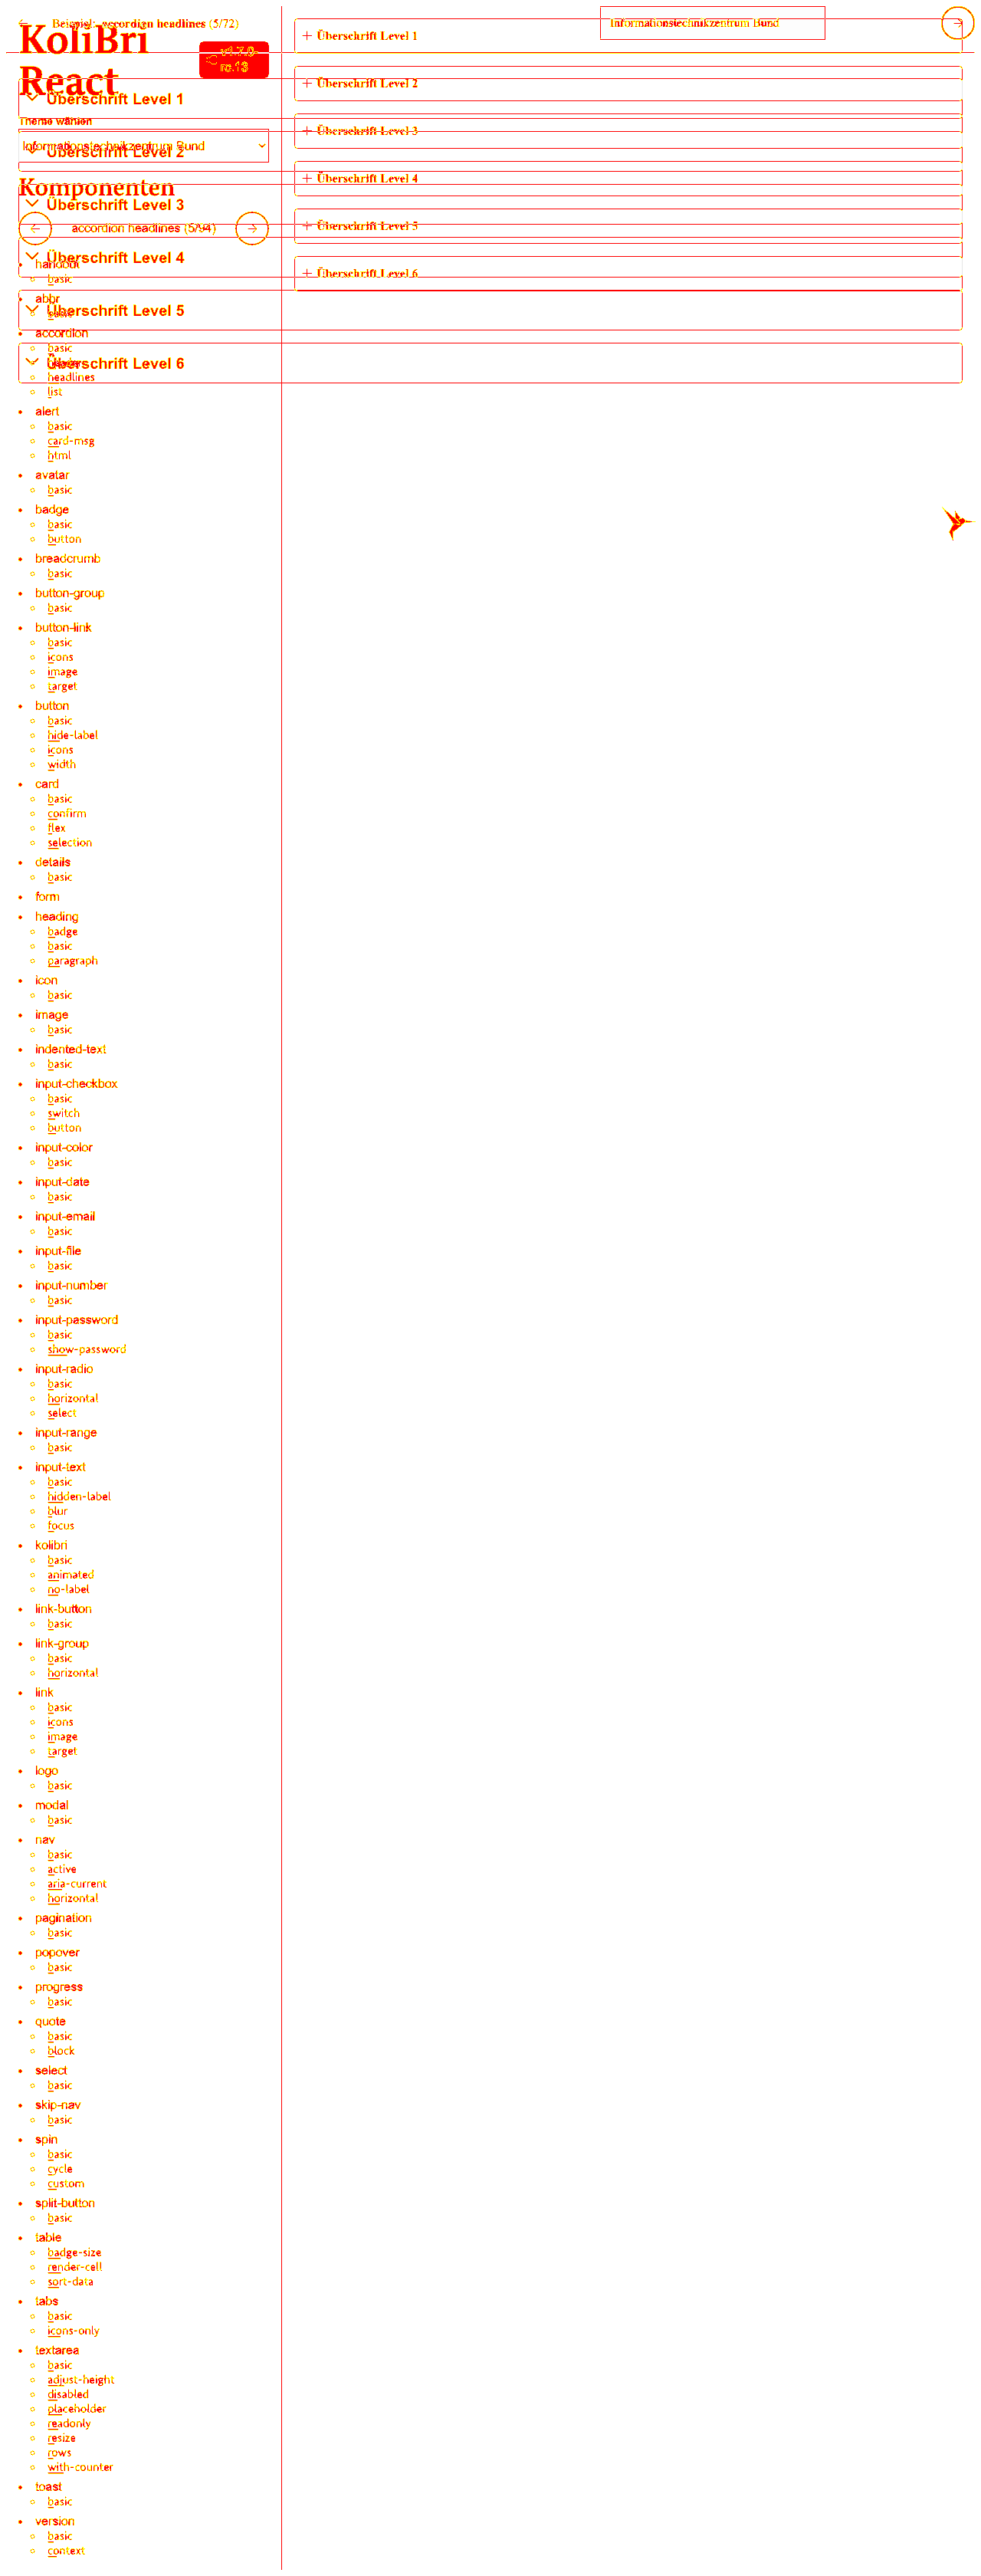 Beispiel: accordion headlines (5/72)
Informationstechnikzentrum Bund
KoliBri
React
v1.7.0-
rc.13
Theme wählen
Informationstechnikzentrum Bund
Komponenten
accordion headlines (5/94)
Überschrift Level 1
Überschrift Level 2
Überschrift Level 3
Überschrift Level 4
Überschrift Level 5
Überschrift Level 6
Überschrift Level 1
Überschrift Level 2
Überschrift Level 3
Überschrift Level 4
Überschrift Level 5
Überschrift Level 6
handout
basic
abbr
basic
accordion
basic
headlines
list
alert
basic
card-msg
html
avatar
basic
badge
basic
button
breadcrumb
basic
button-group
basic
button-link
basic
icons
image
target
button
basic
hide-label
icons
width
card
basic
confirm
flex
selection
details
basic
form
heading
badge
basic
paragraph
icon
basic
image
basic
indented-text
basic
input-checkbox
basic
switch
button
input-color
basic
input-date
basic
input-email
basic
input-file
basic
input-number
basic
input-password
basic
show-password
input-radio
basic
horizontal
select
input-range
basic
input-text
basic
hidden-label
blur
focus
kolibri
basic
animated
no-label
link-button
basic
link-group
basic
horizontal
link
basic
icons
image
target
logo
basic
modal
basic
nav
basic
active
aria-current
horizontal
pagination
basic
popover
basic
progress
basic
quote
basic
block
select
basic
skip-nav
basic
spin
basic
cycle
custom
split-button
basic
table
badge-size
render-cell
sort-data
tabs
basic
icons-only
textarea
basic
adjust-height
disabled
placeholder
readonly
resize
rows
with-counter
toast
basic
version
basic
context